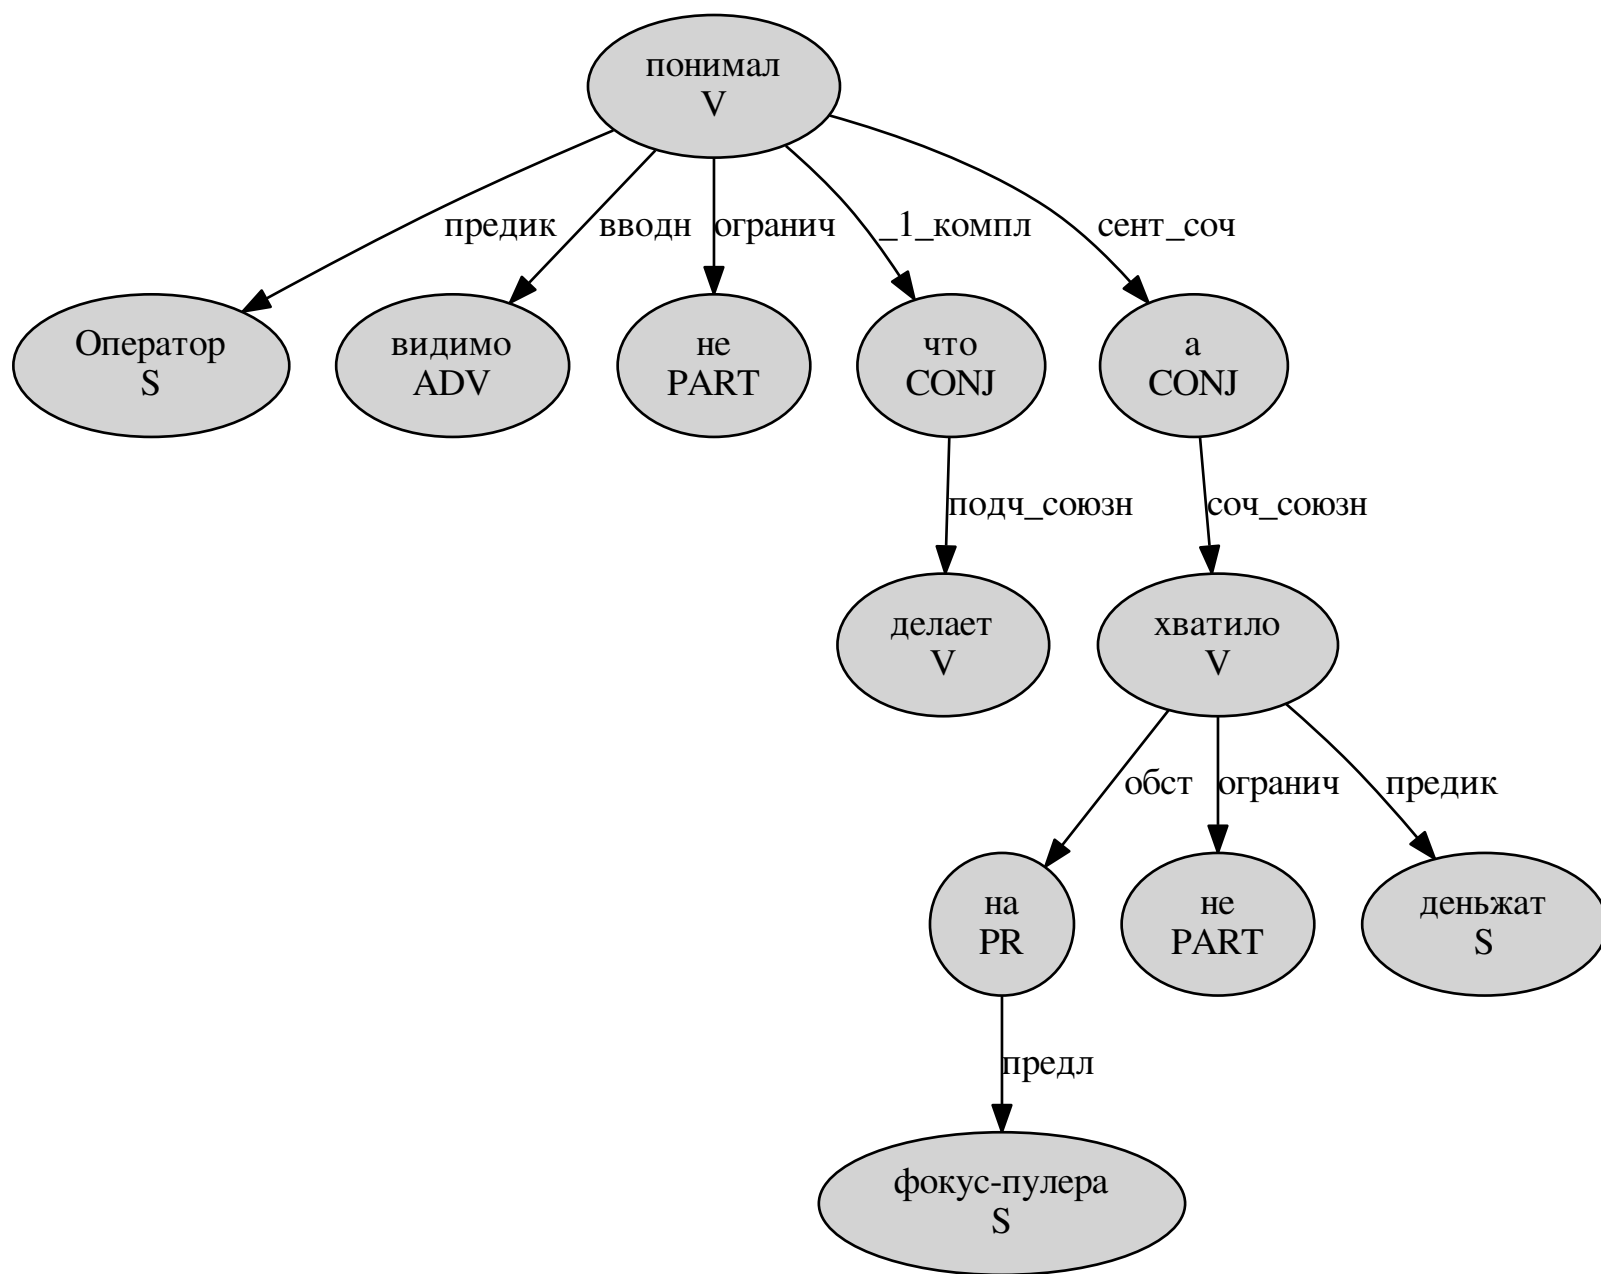 понимал
V
предик
вводн
огранич
_1_компл
сент_соч
Оператор
S
видимо
ADV
не
PART
что
CONJ
а
CONJ
подч_союзн
соч_союзн
делает
V
хватило
V
обст
огранич
предик
на
PR
не
PART
деньжат
S
предл
фокус-пулера
S